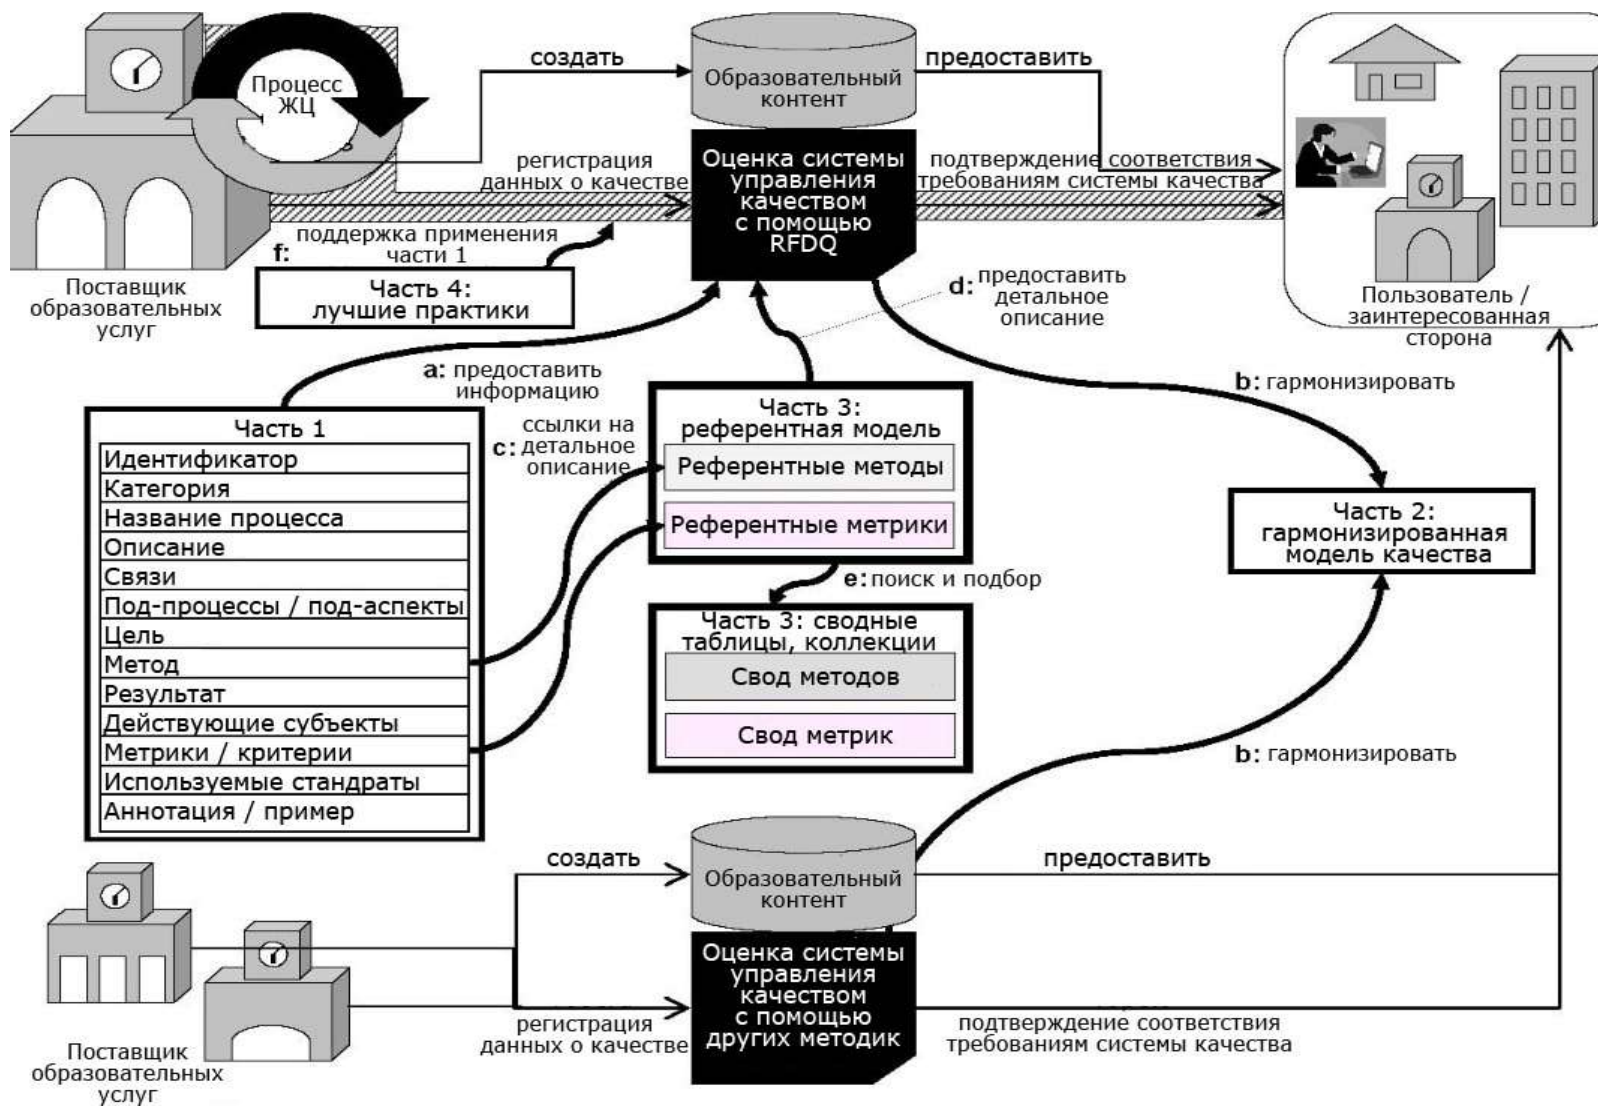 создать
предоставить
Процесс
ЖЦ
Образовательный
контент
регистрация
данных о качестве
Оценка системы
управления
качеством
с помощью
RFDQ
подтверждение соответствия
требованиям системы качества
f: поддержка применения
части 1
Часть 4:
лучшие практики
Поставщик
образовательных
услуг
d: предоставить
детальное
описание
Пользователь /
заинтересованная
сторона
a: предоставить
информацию
b: гармонизировать
Часть 1
Идентификатор
Категория
Название процесса
Описание
Связи
Под-процессы / под-аспекты
Цель
Метод
Результат
Действующие субъекты
Метрики / критерии
Используемые стандраты
Аннотация / пример
ссылки на
c: детальное
описание
Часть 3:
референтная модель
Референтные методы
Референтные метрики
e: поиск и подбор
Часть 3: сводные
таблицы, коллекции
Свод методов
Свод метрик
Часть 2:
гармонизированная
модель качества
b: гармонизировать
создать
предоставить
Образовательный
контент
Оценка системы
управления
качеством
с помощью
других методик
регистрация
данных о качестве
подтверждение соответствия
требованиям системы качества
Поставщик
образовательных
услуг